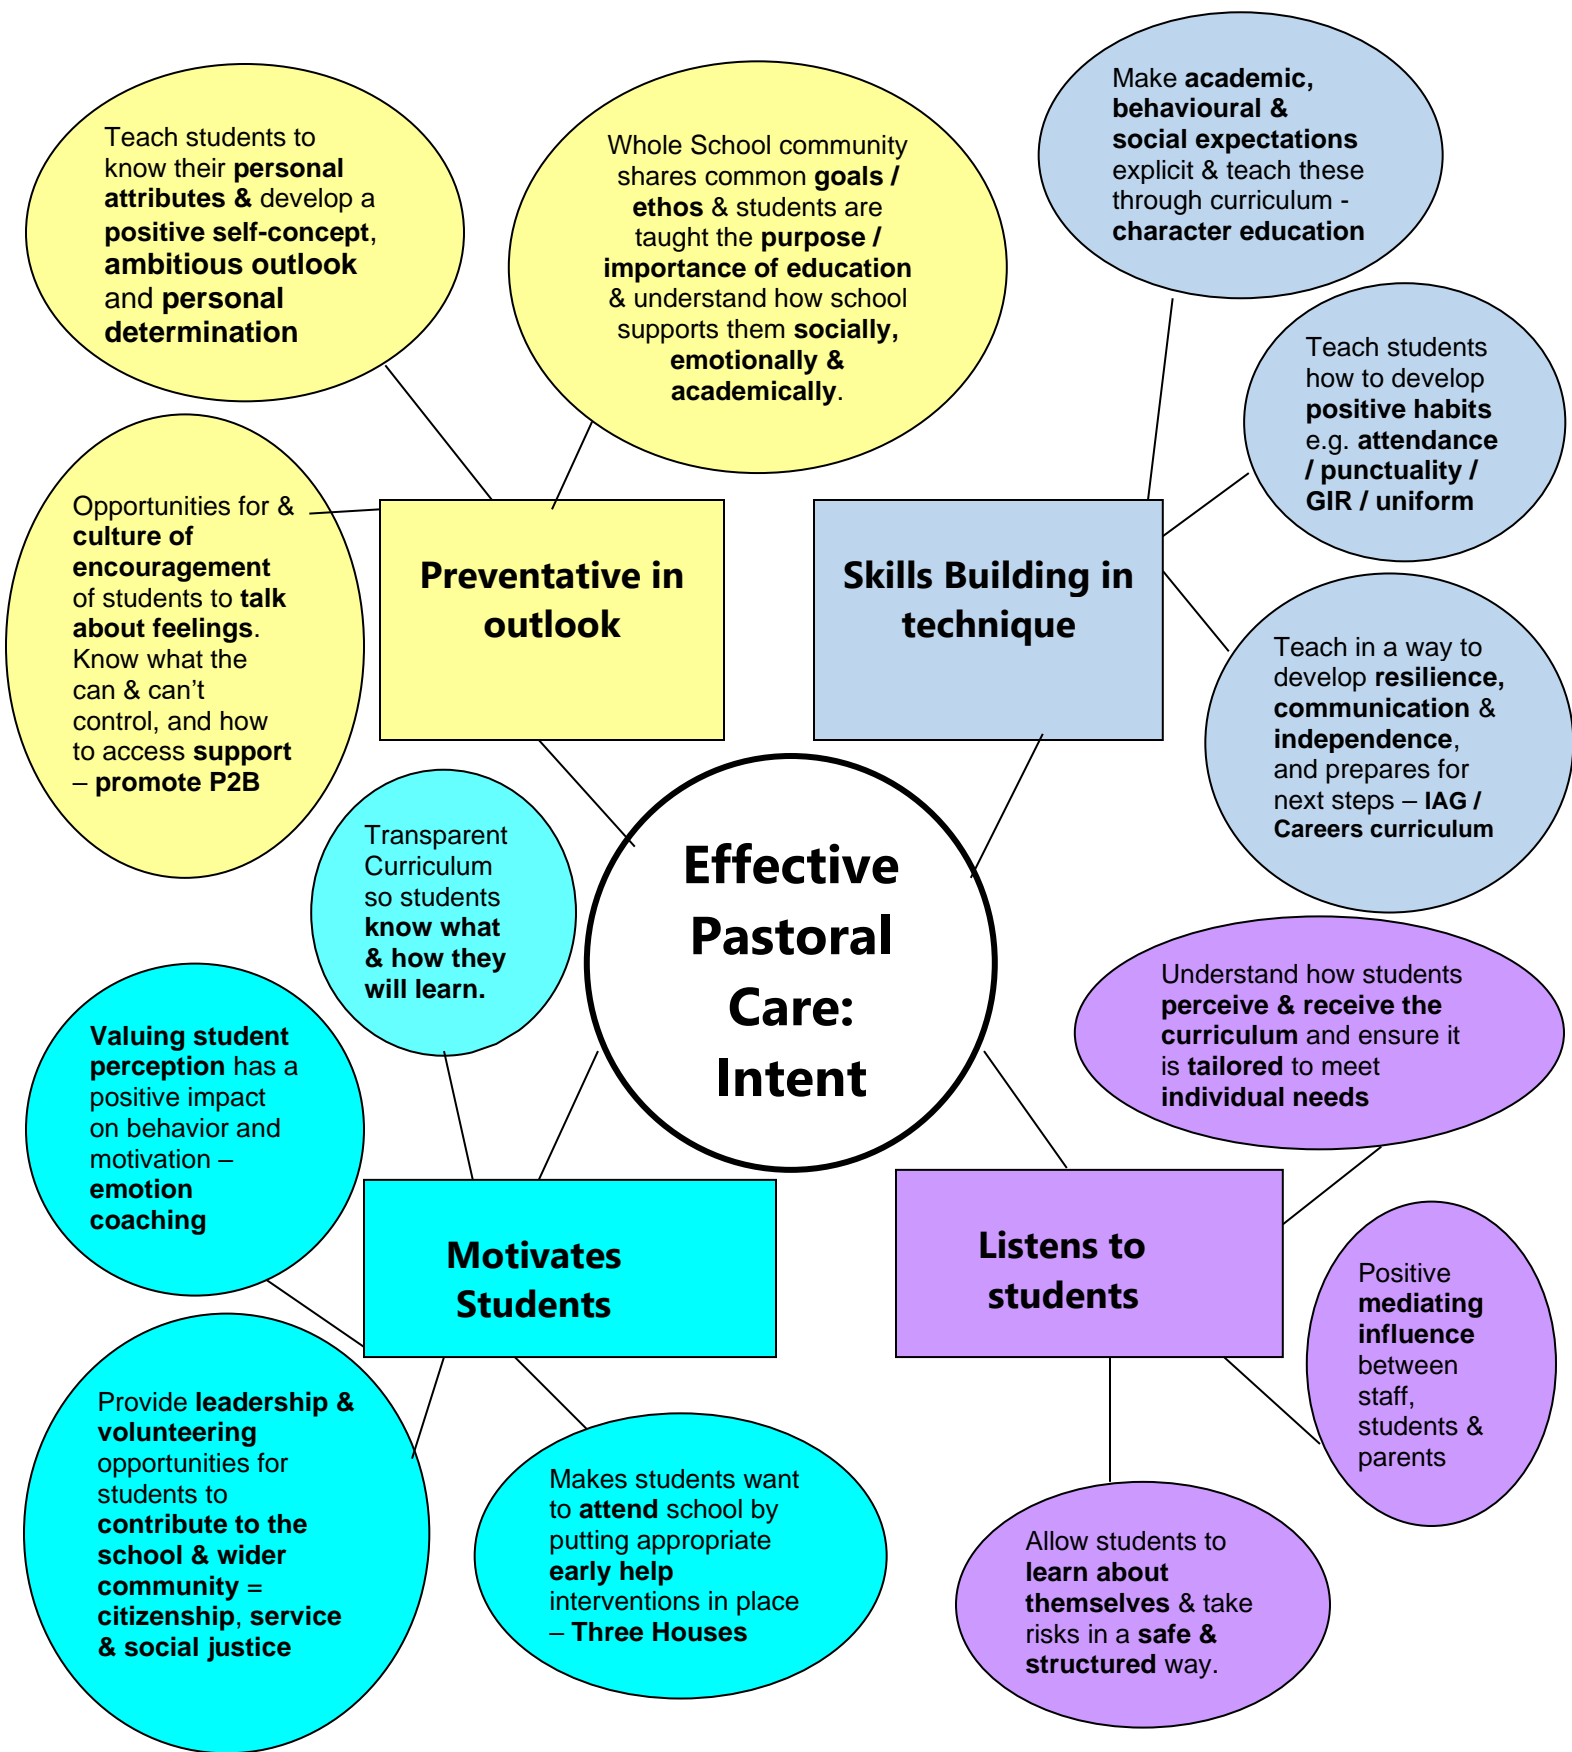 Teach students to
know their personal
attributes & develop a
positive self-concept,
ambitious outlook
and personal
determination
Whole School community
shares common goals /
ethos & students are
taught the purpose /
importance of education
& understand how school
supports them socially,
emotionally &
academically.
Make academic,
behavioural &
social expectations
explicit & teach these
through curriculum -
character education
Teach students
how to develop
positive habits
e.g. attendance
/ punctuality /
GIR / uniform
Opportunities for &
culture of
encouragement
of students to talk
about feelings.
Know what the
can & can’t
control, and how
to access support
– promote P2B
Preventative in
outlook
Skills Building in
technique
Teach in a way to
develop resilience,
communication &
independence,
and prepares for
next steps – IAG /
Careers curriculum
Transparent
Curriculum
so students
know what
& how they
will learn.
Effective
Pastoral
Care:
Intent
Understand how students
perceive & receive the
curriculum and ensure it
is tailored to meet
individual needs
Valuing student
perception has a
positive impact
on behavior and
motivation –
emotion
coaching
Motivates
Students
Listens to
students
Positive
mediating
influence
between
staff,
students &
parents
Provide leadership &
volunteering
opportunities for
students to
contribute to the
school & wider
community =
citizenship, service
& social justice
Makes students want
to attend school by
putting appropriate
early help
interventions in place
– Three Houses
Allow students to
learn about
themselves & take
risks in a safe &
structured way.